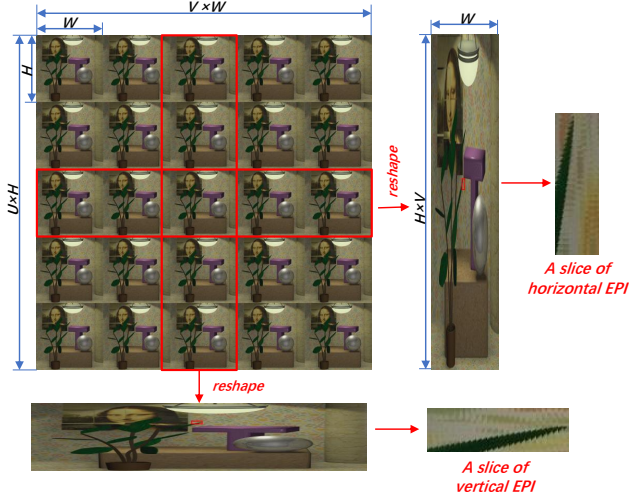 V ×W
W
W
H
U×H
reshape
H×V
A slice of
horizontal EPI
reshape
A slice of
vertical EPI